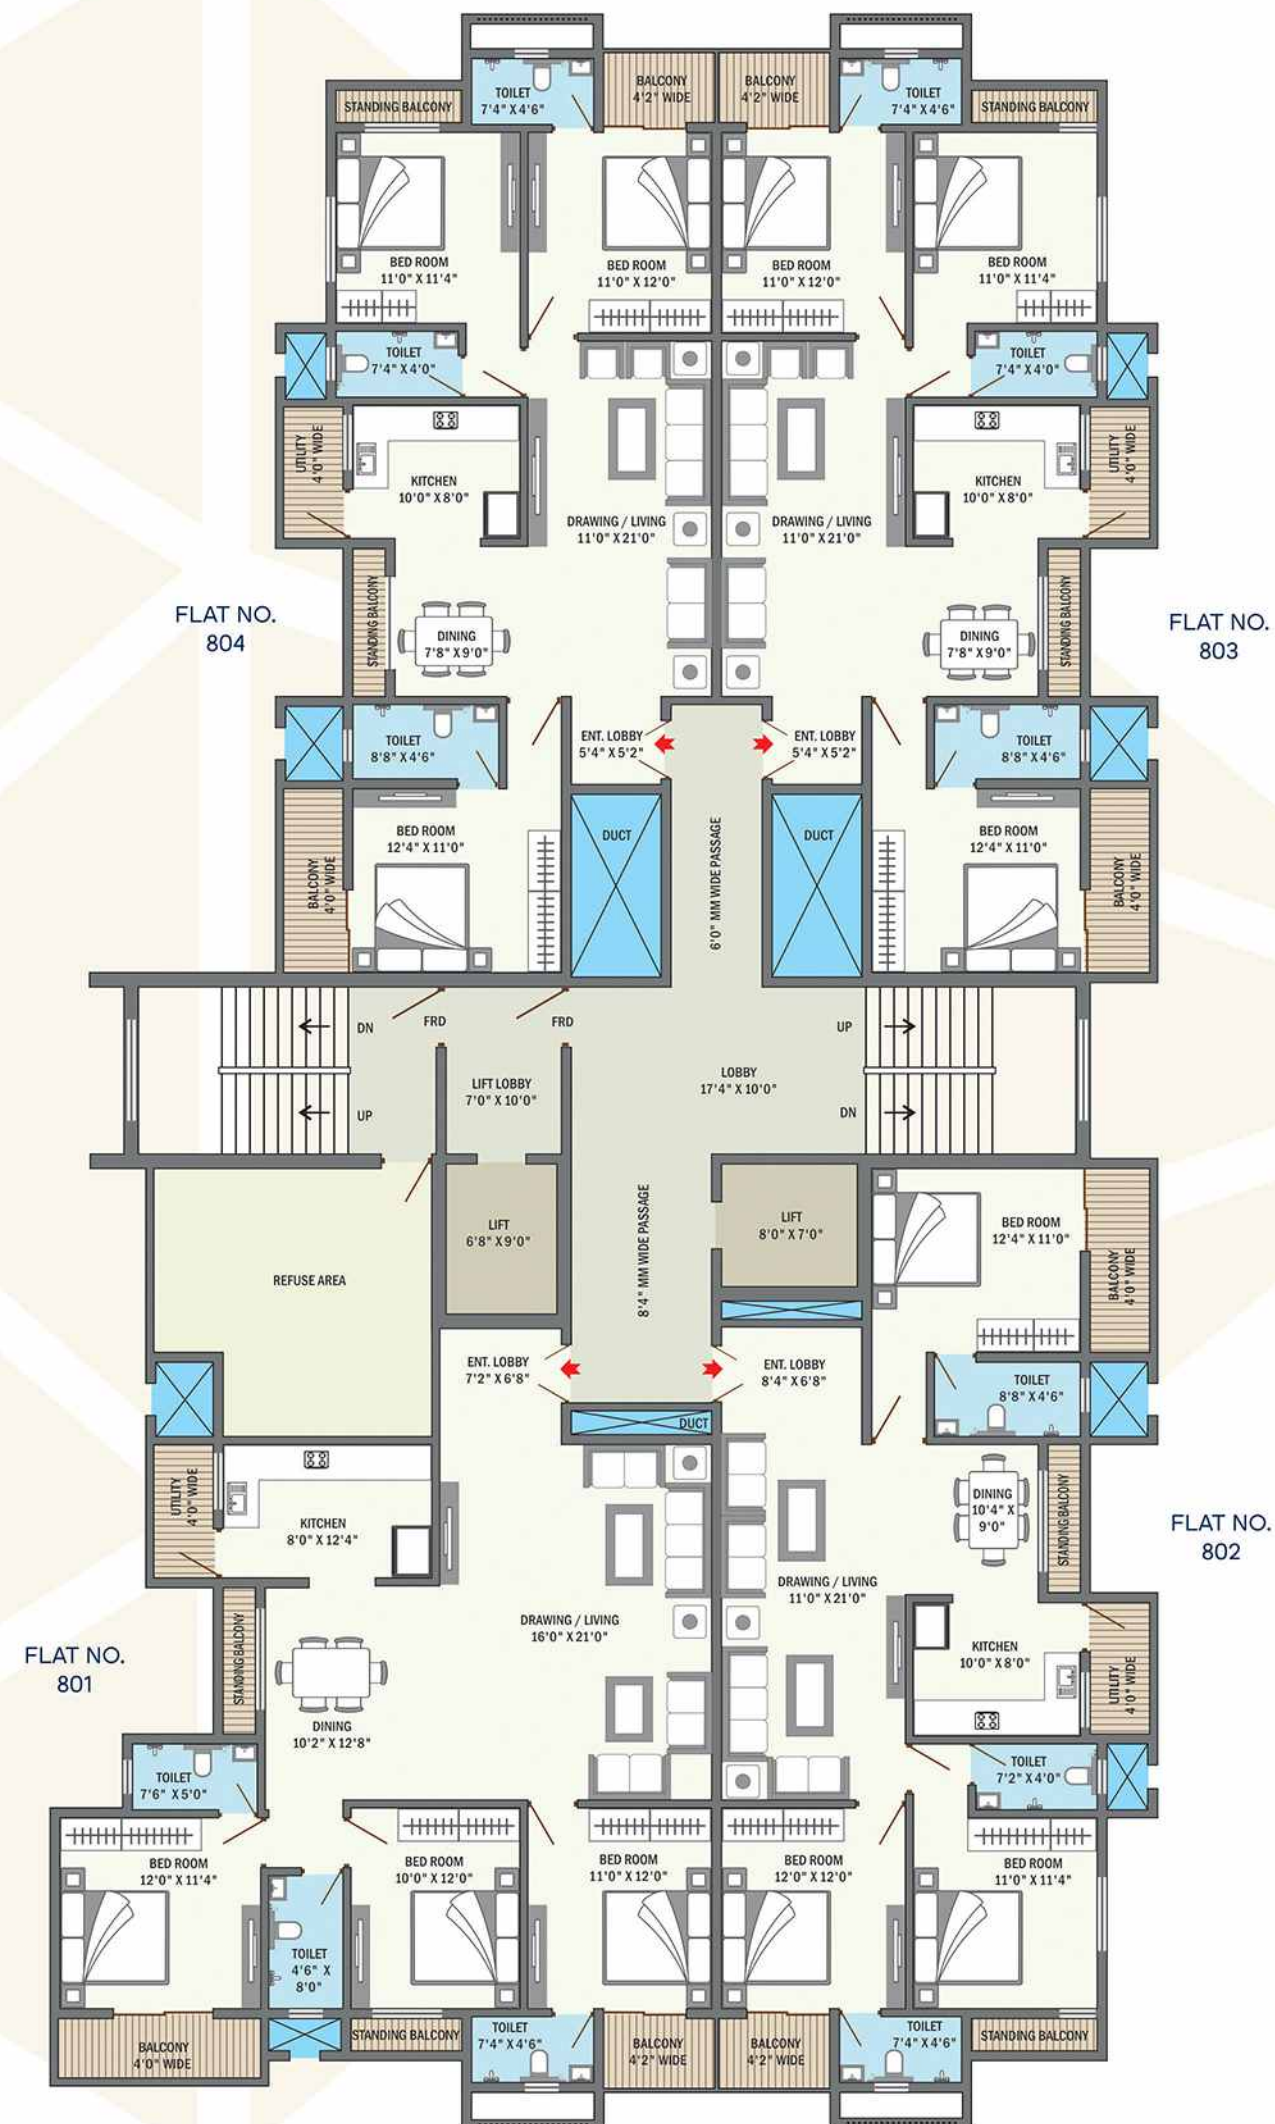 TOILET
7'4" X 4'6"
BALCONY
4'2" WIDE
BALCONY
4'2" WIDE
TOILET
7'4" X 4'6"
STANDING BALCONY
STANDING BALCONY
BED ROOM
11'0" X 11'4"
BED ROOM
11'0" X 12'0"
BED ROOM
11'0" X 12'0"
BED ROOM
11'0" X 11'4"
TOILET
7'4" X 4'0"
TOILET
7'4" X 4'0"
UTILITY
4'0" WIDE
KITCHEN
10'0" X 8'0"
KITCHEN
10'0" X 8'0"
UTILITY
4'0" WIDE
DRAWING / LIVING
11'0" X 21'0"
DRAWING / LIVING
11'0" X 21'0"
FLAT NO.
804
STANDING BALCONY
DINING
7'8" X 9'0"
DINING
7'8" X 9'0"
STANDING BALCONY
FLAT NO.
803
TOILET
8'8" X 4'6"
ENT. LOBBY
5'4" X 5'2"
ENT. LOBBY
5'4" X 5'2"
TOILET
8'8" X 4'6"
BALCONY
4'0" WIDE
BED ROOM
12'4" X 11'0"
DUCT
6'0" MM WIDE PASSAGE
DUCT
BED ROOM
12'4" X 11'0"
BALCONY
4'0" WIDE
DN
FRD
FRD
UP
LIFT LOBBY
7'0" X 10'0"
LOBBY
17'4" X 10'0"
UP
DN
REFUSE AREA
LIFT
6'8" X 9'0"
8'4" MM WIDE PASSAGE
LIFT
8'0" X 7'0"
BED ROOM
12'4" X 11'0"
BALCONY
4'0" WIDE
ENT. LOBBY
7'2" X 6'8"
ENT. LOBBY
8'4" X 6'8"
TOILET
8'8" X 4'6"
DUCT
UTILITY
4'0" WIDE
KITCHEN
8'0" X 12'4"
DINING
10'4" X
9'0"
STANDING BALCONY
FLAT NO.
802
DRAWING / LIVING
11'0" X 21'0"
DRAWING / LIVING
16'0" X 21'0"
FLAT NO.
801
STANDING BALCONY
KITCHEN
10'0" X 8'0"
UTILITY
4'0" WIDE
DINING
10'2" X 12'8"
TOILET
7'6" X 5'0"
TOILET
7'2" X 4'0"
BED ROOM
12'0" X 11'4"
BED ROOM
10'0" X 12'0"
BED ROOM
11'0" X 12'0"
BED ROOM
12'0" X 12'0"
BED ROOM
11'0" X 11'4"
TOILET
4'6" X
8'0"
BALCONY
4'0" WIDE
STANDING BALCONY
TOILET
7'4" X 4'6"
BALCONY
4'2" WIDE
BALCONY
4'2" WIDE
TOILET
7'4" X 4'6"
STANDING BALCONY